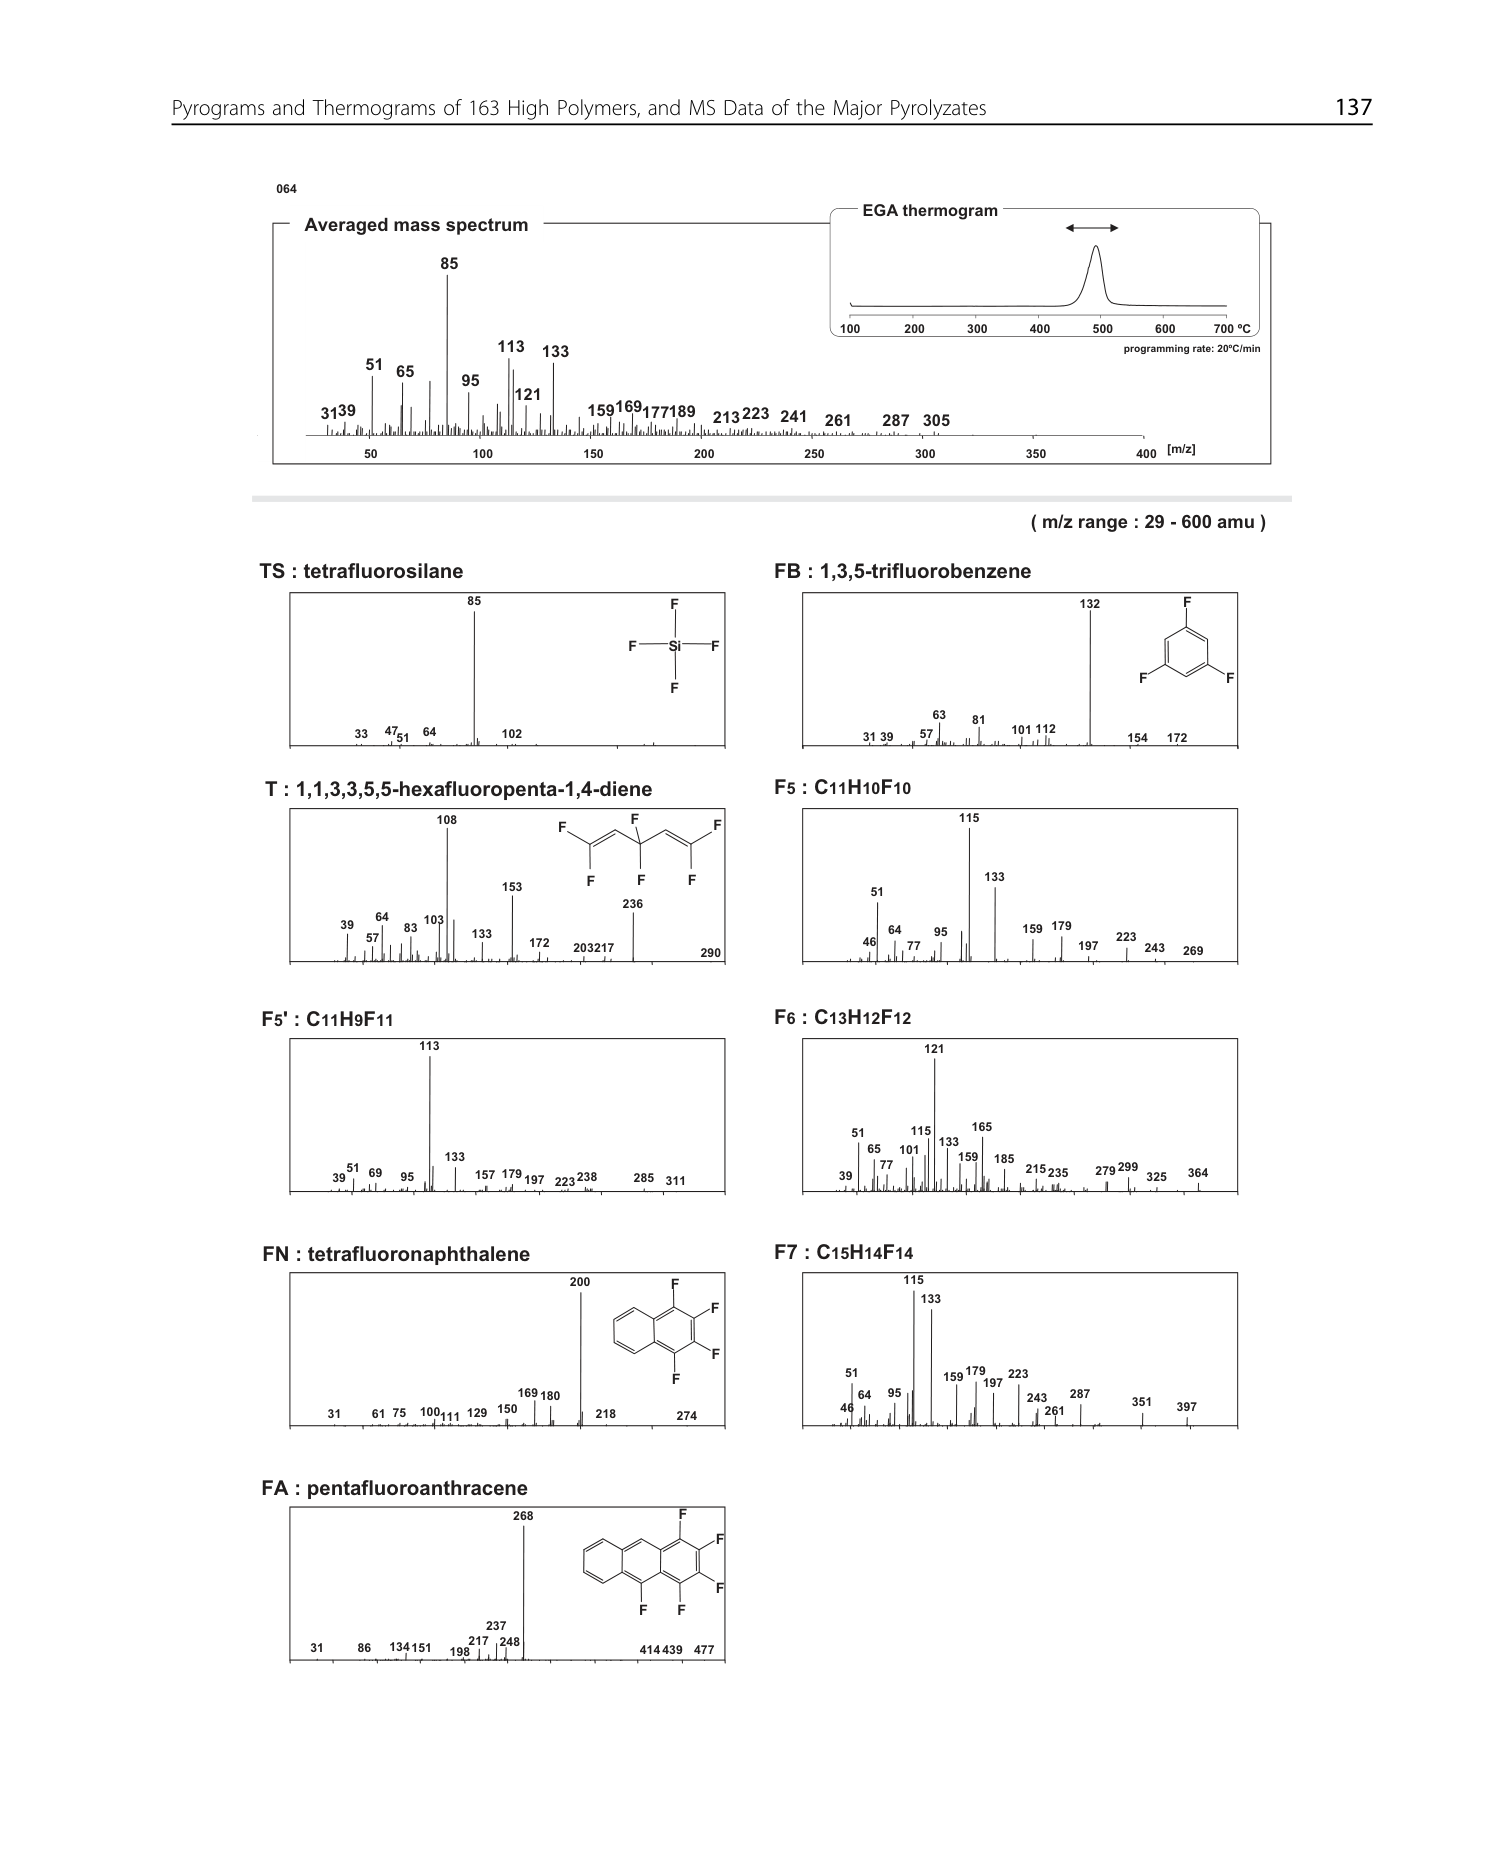 Pyrograms and Thermograms of 163 High Polymers, and MS Data of the Major Pyrolyzates 137
064
Averaged mass spectrum
EGA thermogram
100 200 300 400 500 600 700 ºC
programming rate: 20ºC/min
85
113 133
51 65 95
121
31 39 159 169 177 189 213 223 241 261 287 305
50 100 150 200 250 300 350 400 [m/z]
( m/z range : 29 - 600 amu )
TS : tetrafluorosilane
85
33 47 51 64 102
F
F Si F
F
FB : 1,3,5-trifluorobenzene
132
31 39 57 63 81 101 112 154 172
F
F F
T : 1,1,3,3,5,5-hexafluoropenta-1,4-diene
108
39 57 64 83 103 133 153 172 203 217 236 290
F F F
F F F
F5 : C11H10F10
115
46 51 64 77 95 133 159 179 197 223 243 269
F5' : C11H9F11
113
39 51 69 95 133 157 179 197 223 238 285 311
F6 : C13H12F12
121
39 51 65 77 101 115 133 159 165 185 215 235 279 299 325 364
FN : tetrafluoronaphthalene
200
31 61 75 100 111 129 150 169 180 218 274
F
F
F
F
F7 : C15H14F14
115
133
46 51 64 95 159 179 197 223 243 261 287 351 397
FA : pentafluoroanthracene
268
31 86 134 151 198 217 237 248 414 439 477
F
F
F
F F